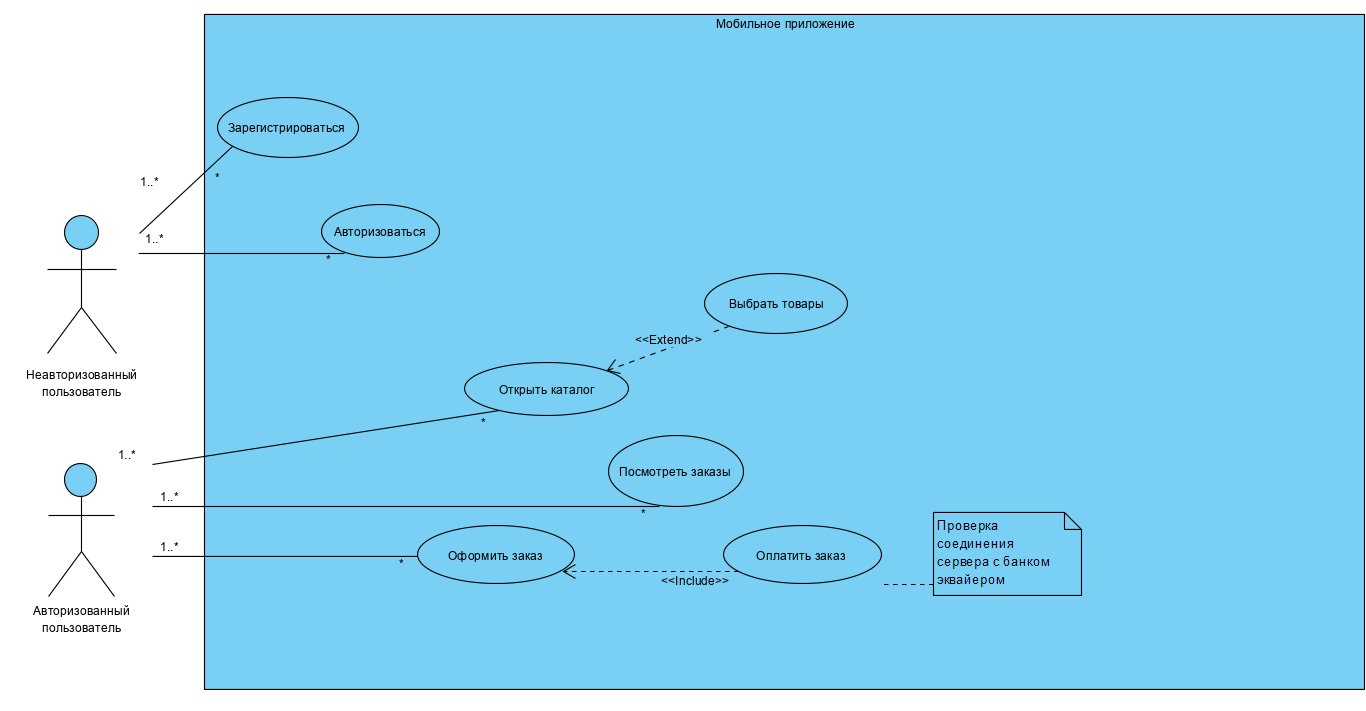 Мобильное приложение
Зарегистрироваться
1..*
*
Авторизоваться
1..*
*
Неавторизованный
пользователь
Выбрать товары
<<Extend>>
Открыть каталог
*
1..*
Посмотреть заказы
1..*
*
Оформить заказ
1..*
*
Оплатить заказ
<<Include>>
Проверка
соединения
сервера с банком
эквайером
Авторизованный
пользователь